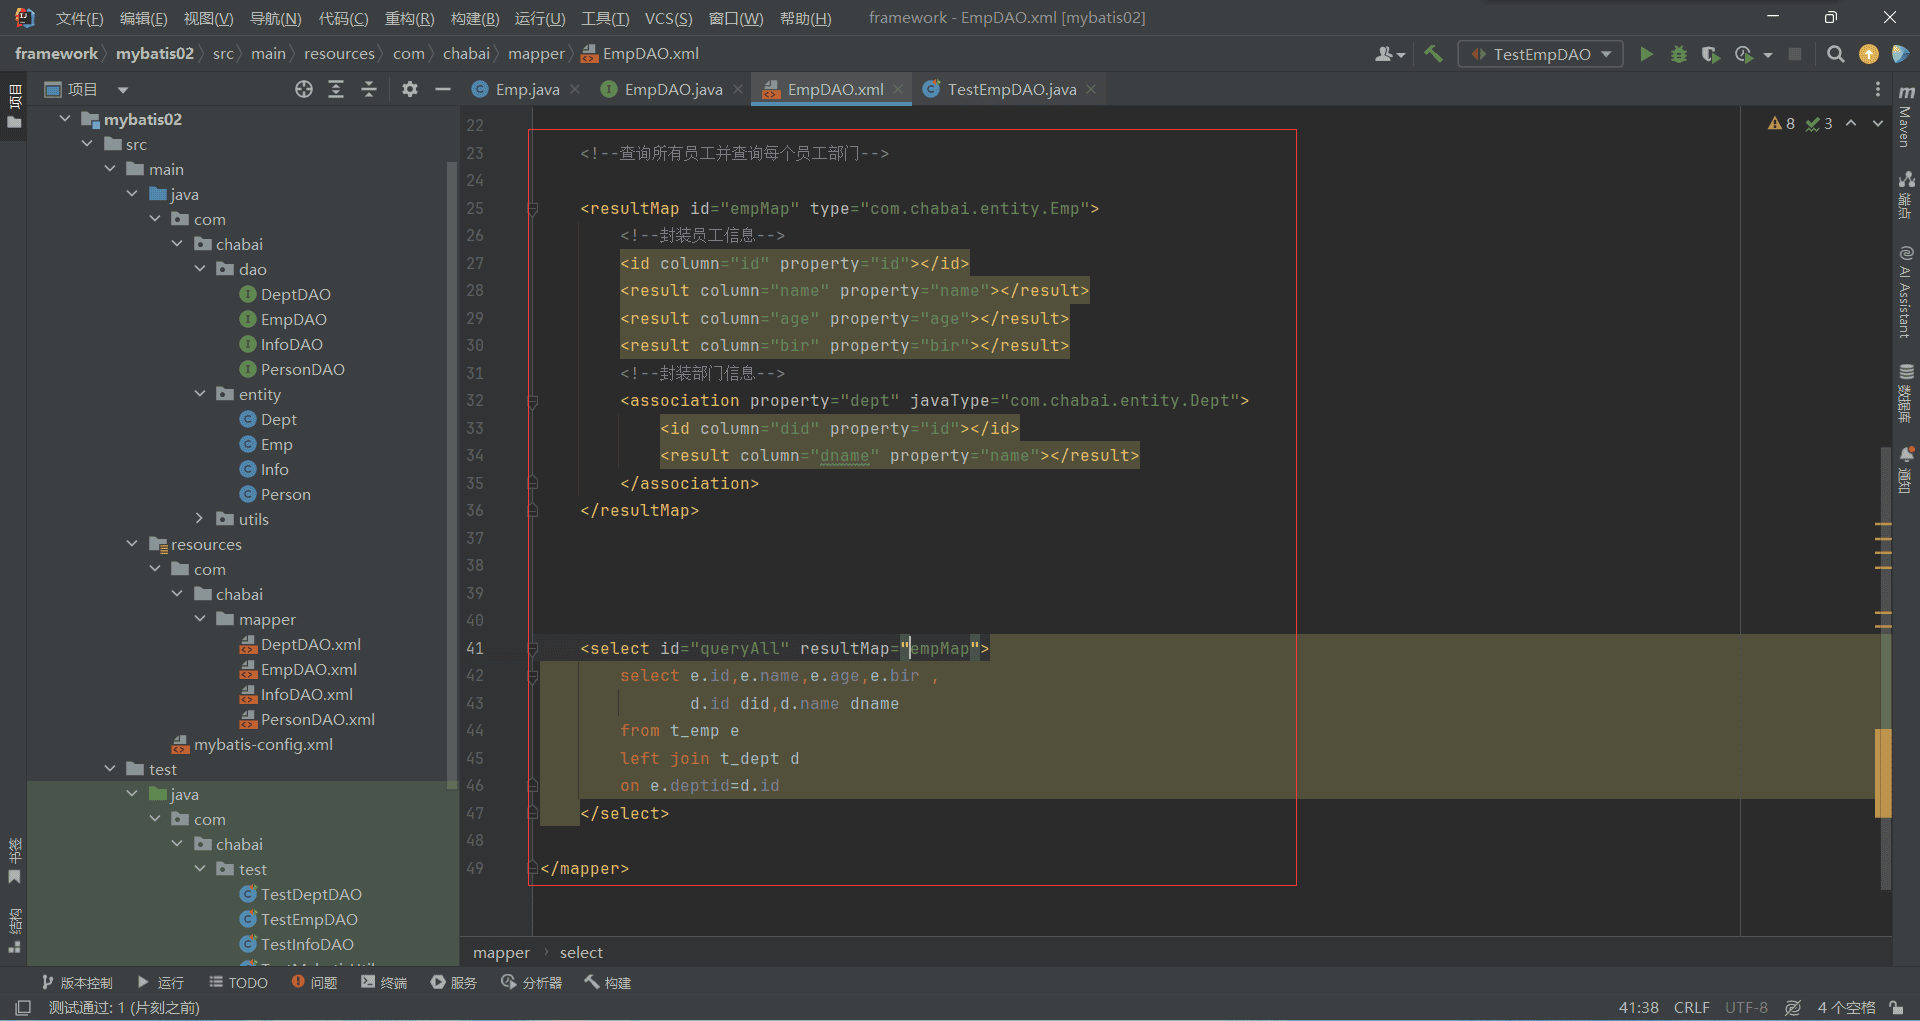 文件(F) 编辑(E) 视图(V) 导航(N) 代码(C) 重构(R) 构建(B) 运行(U) 工具(T) VCS(S) 窗口(W) 帮助(H) framework - EmpDAO.xml [mybatis02]
framework mybatis02 src main resources com chabai mapper EmpDAO.xml TestEmpDAO
项目 Emp.java EmpDAO.java EmpDAO.xml TestEmpDAO.java
项目
mybatis02
src
main
java
com
chabai
dao
DeptDAO
EmpDAO
InfoDAO
PersonDAO
entity
Dept
Emp
Info
Person
utils
resources
com
chabai
mapper
DeptDAO.xml
EmpDAO.xml
InfoDAO.xml
PersonDAO.xml
mybatis-config.xml
test
java
com
chabai
test
TestDeptDAO
TestEmpDAO
TestInfoDAO
书签
结构
8 3
22
23 <!--查询所有员工并查询每个员工部门-->
24
25 <resultMap id="empMap" type="com.chabai.entity.Emp">
26 <!--封装员工信息-->
27 <id column="id" property="id"></id>
28 <result column="name" property="name"></result>
29 <result column="age" property="age"></result>
30 <result column="bir" property="bir"></result>
31 <!--封装部门信息-->
32 <association property="dept" javaType="com.chabai.entity.Dept">
33 <id column="did" property="id"></id>
34 <result column="dname" property="name"></result>
35 </association>
36 </resultMap>
37
38
39
40
41 <select id="queryAll" resultMap="empMap">
42 select e.id,e.name,e.age,e.bir ,
43 d.id did,d.name dname
44 from t_emp e
45 left join t_dept d
46 on e.deptid=d.id
47 </select>
48
49 </mapper>
mapper select
m Maven
端点
AI Assistant
数据库
通知
版本控制 运行 TODO 问题 终端 服务 分析器 构建
测试通过: 1 (片刻之前) 41:38 CRLF UTF-8 4 个空格